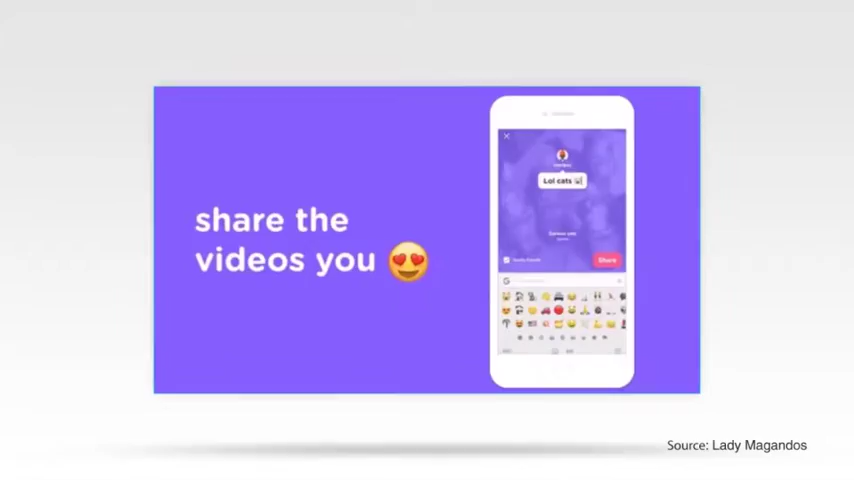 share the
videos you
Lol cats
Share
Source: Lady Magandos